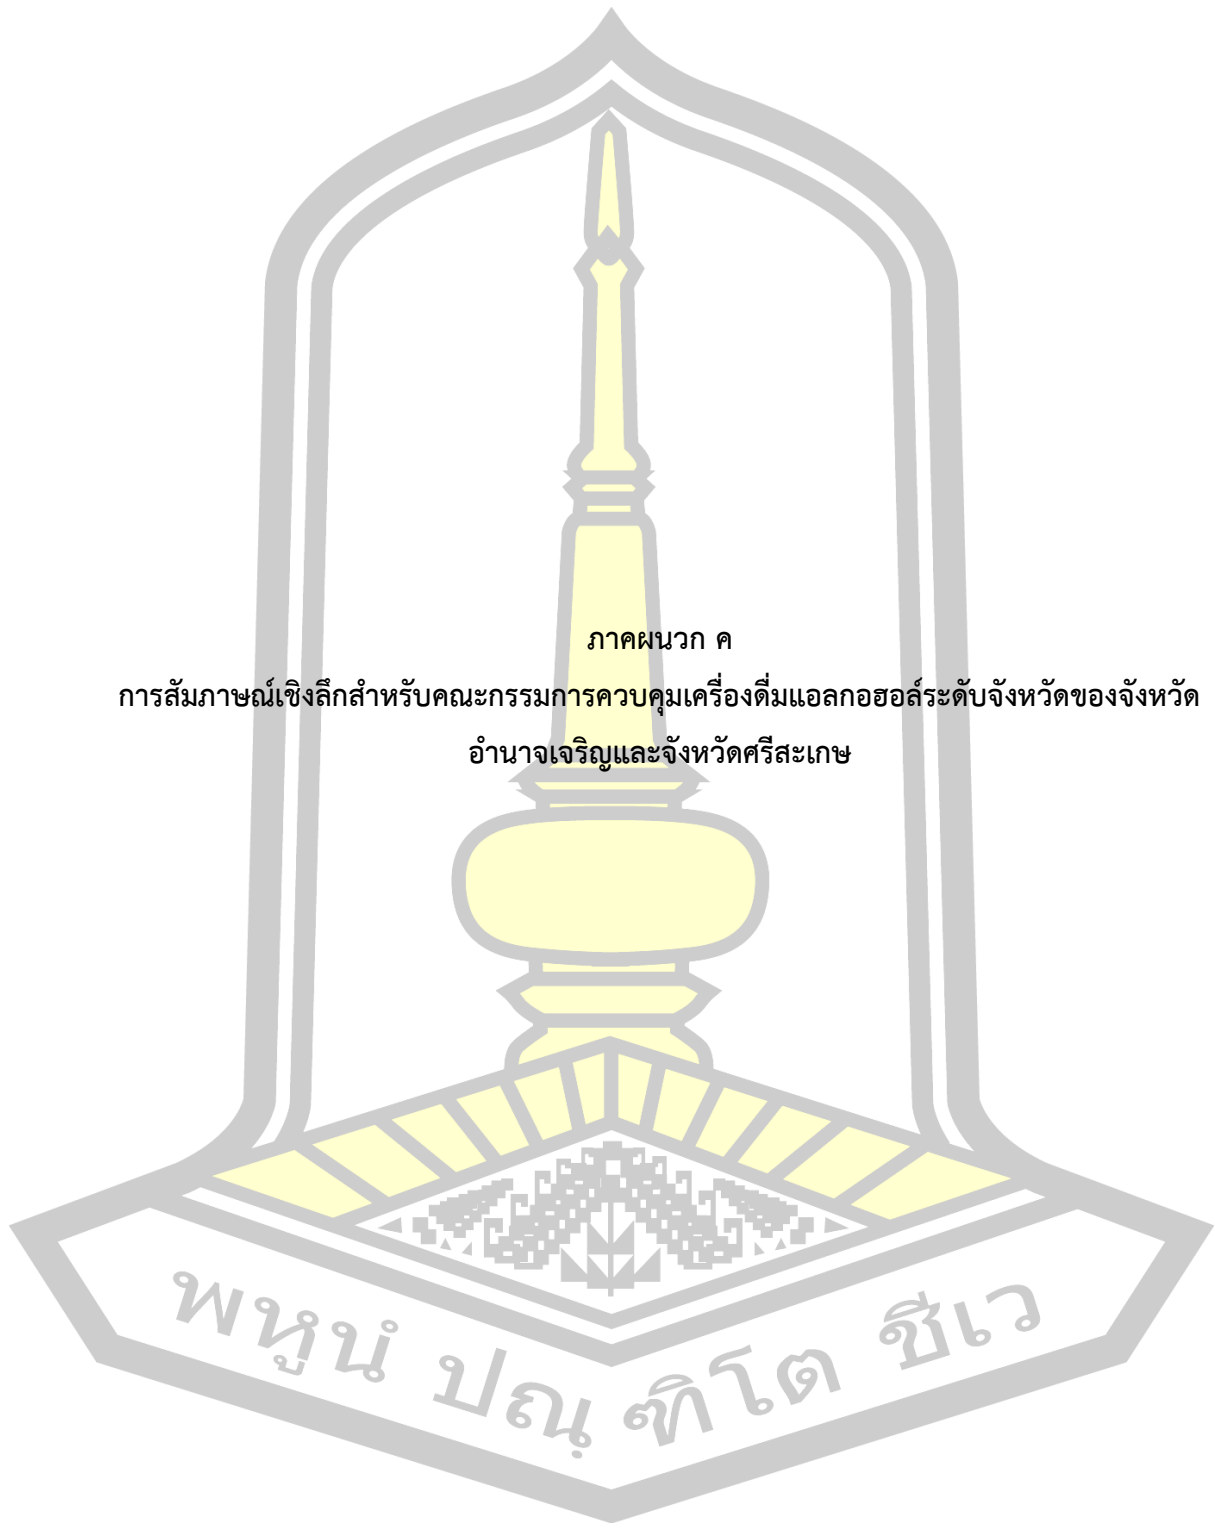 ภาคผนวก ค
การสัมภาษณ์เชิงลึกสำหรับคณะกรรมการควบคุมเครื่องดื่มแอลกอฮอล์ระดับจังหวัดของจังหวัด
อำนาจเจริญและจังหวัดศรีสะเกษ
พหูนํ ปณฺ ฑิโต ชีเว